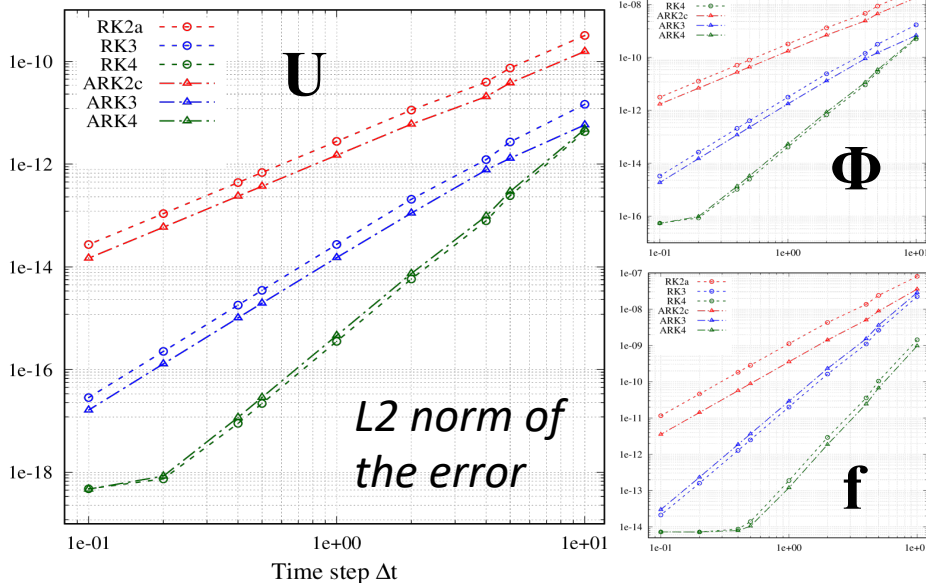 RK2a
RK3
RK4
ARK2c
ARK3
ARK4
U
1e-10
1e-12
1e-14
1e-16
1e-18
1e-01
1e+00
1e+01
Time step Δt
L2 norm of
the error
RK4
ARK2c
ARK3
ARK4
Φ
1e-08
1e-10
1e-12
1e-14
1e-16
1e-01
1e+00
1e+01
RK2a
RK3
RK4
ARK2c
ARK3
ARK4
f
1e-07
1e-08
1e-09
1e-10
1e-11
1e-12
1e-13
1e-14
1e-01
1e+00
1e+0